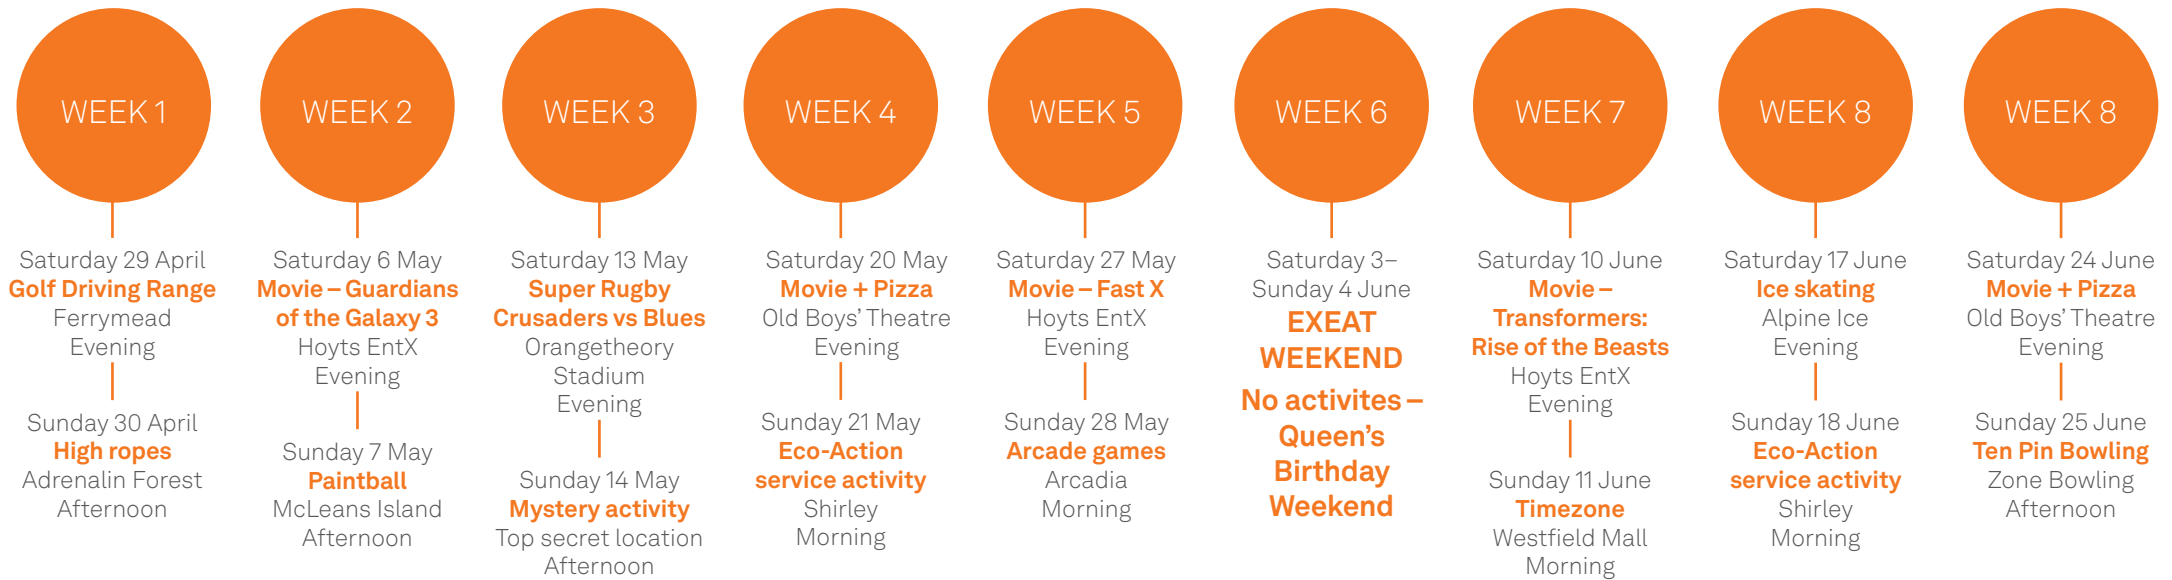 WEEK 1
Saturday 29 April
Golf Driving Range
Ferrymead
Evening
Sunday 30 April
High ropes
Adrenalin Forest
Afternoon
WEEK 2
Saturday 6 May
Movie – Guardians
of the Galaxy 3
Hoyts EntX
Evening
Sunday 7 May
Paintball
McLeans Island
Afternoon
WEEK 3
Saturday 13 May
Super Rugby
Crusaders vs Blues
Orangetheory
Stadium
Evening
Sunday 14 May
Mystery activity
Top secret location
Afternoon
WEEK 4
Saturday 20 May
Movie + Pizza
Old Boys’ Theatre
Evening
Sunday 21 May
Eco-Action
service activity
Shirley
Morning
WEEK 5
Saturday 27 May
Movie – Fast X
Hoyts EntX
Evening
Sunday 28 May
Arcade games
Arcadia
Morning
WEEK 6
Saturday 3–
Sunday 4 June
EXEAT
WEEKEND
No activites –
Queen’s
Birthday
Weekend
WEEK 7
Saturday 10 June
Movie –
Transformers:
Rise of the Beasts
Hoyts EntX
Evening
Sunday 11 June
Timezone
Westfield Mall
Morning
WEEK 8
Saturday 17 June
Ice skating
Alpine Ice
Evening
Sunday 18 June
Eco-Action
service activity
Shirley
Morning
WEEK 8
Saturday 24 June
Movie + Pizza
Old Boys’ Theatre
Evening
Sunday 25 June
Ten Pin Bowling
Zone Bowling
Afternoon